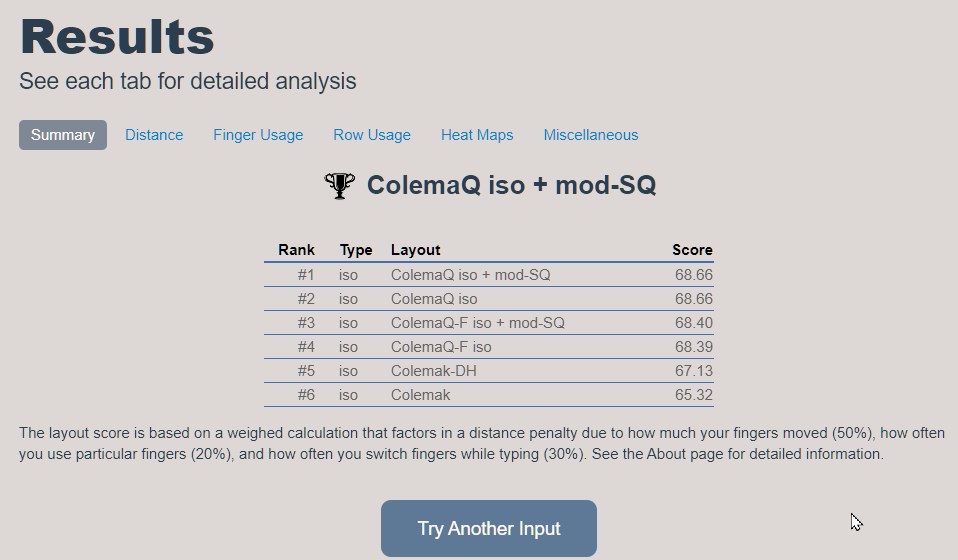 Results
See each tab for detailed analysis
Summary Distance Finger Usage Row Usage Heat Maps Miscellaneous
ColemaQ iso + mod-SQ
Rank Type Layout Score
#1 iso ColemaQ iso + mod-SQ 68.66
#2 iso ColemaQ iso 68.66
#3 iso ColemaQ-F iso + mod-SQ 68.40
#4 iso ColemaQ-F iso 68.39
#5 iso Colemak-DH 67.13
#6 iso Colemak 65.32
The layout score is based on a weighed calculation that factors in a distance penalty due to how much your fingers moved (50%), how often
you use particular fingers (20%), and how often you switch fingers while typing (30%). See the About page for detailed information.
Try Another Input